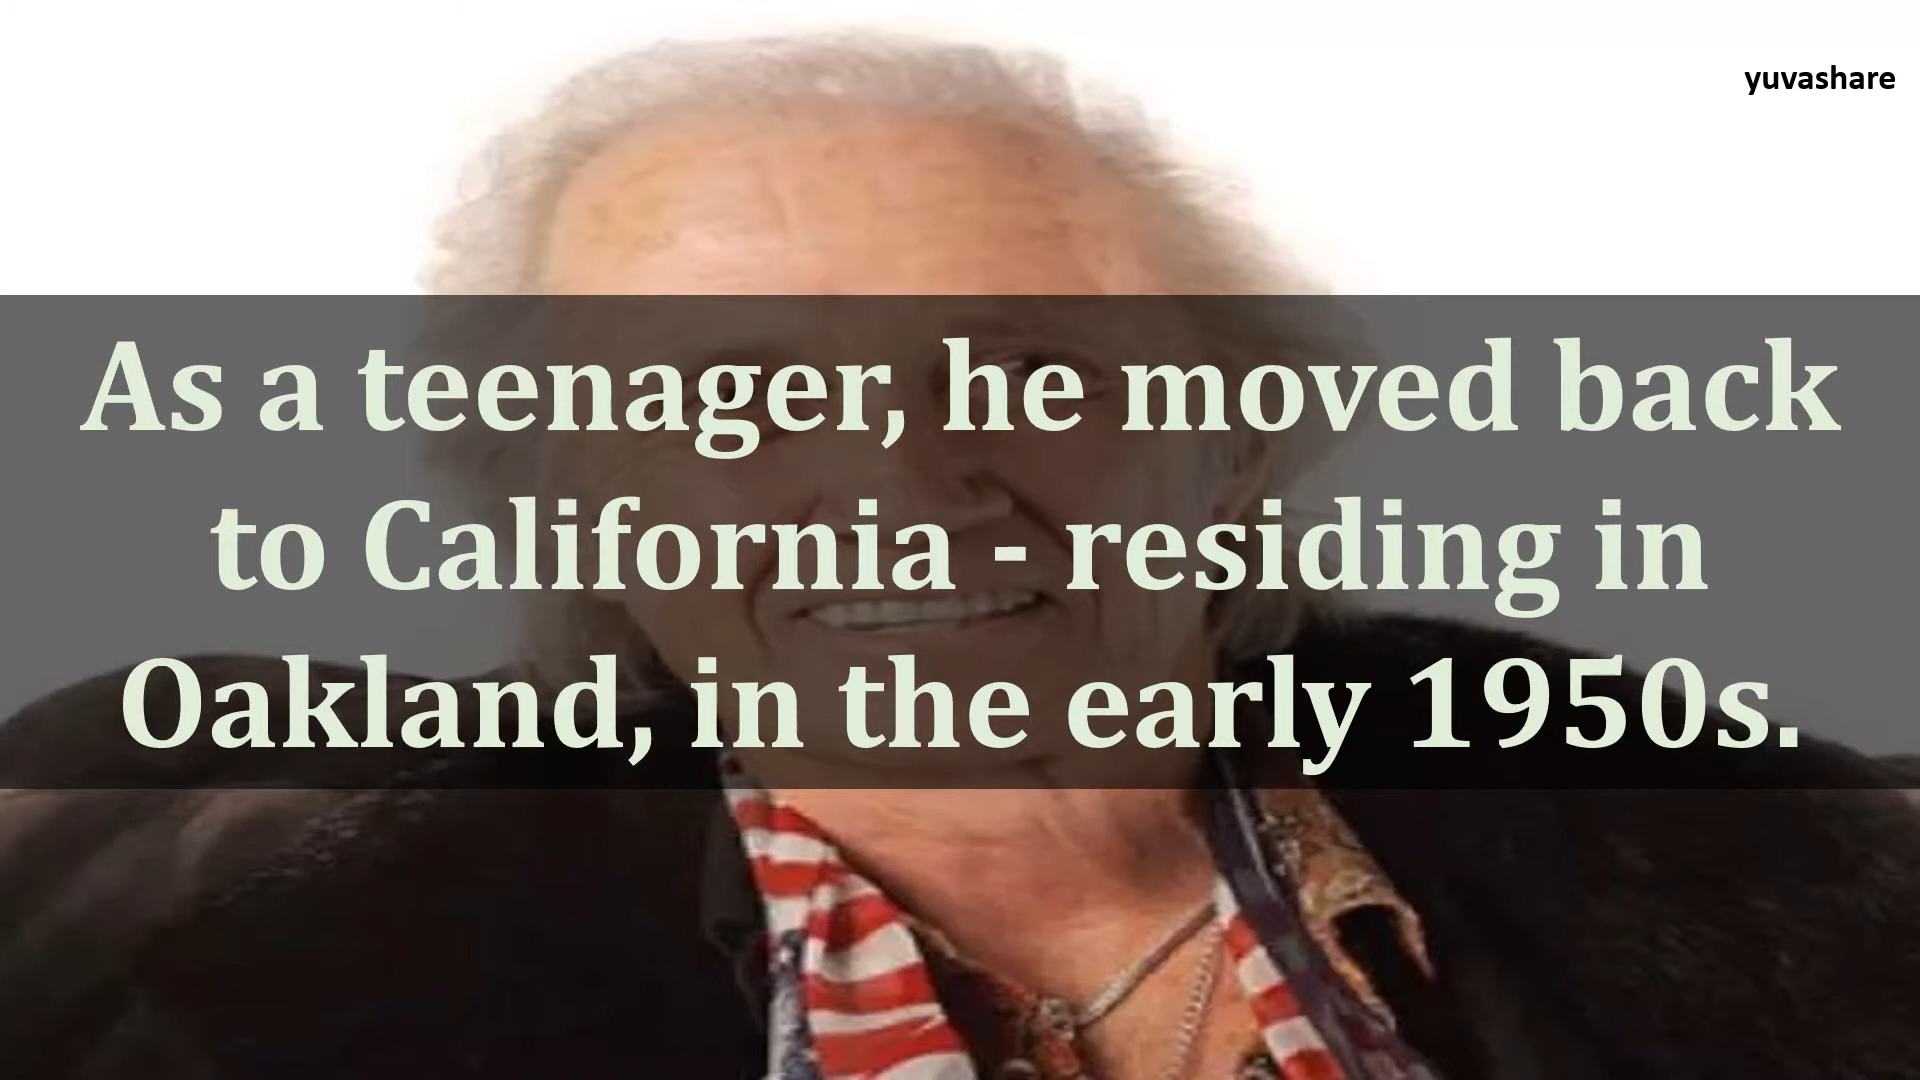 yuvashare
As a teenager, he moved back
to California - residing in
Oakland, in the early 1950s.